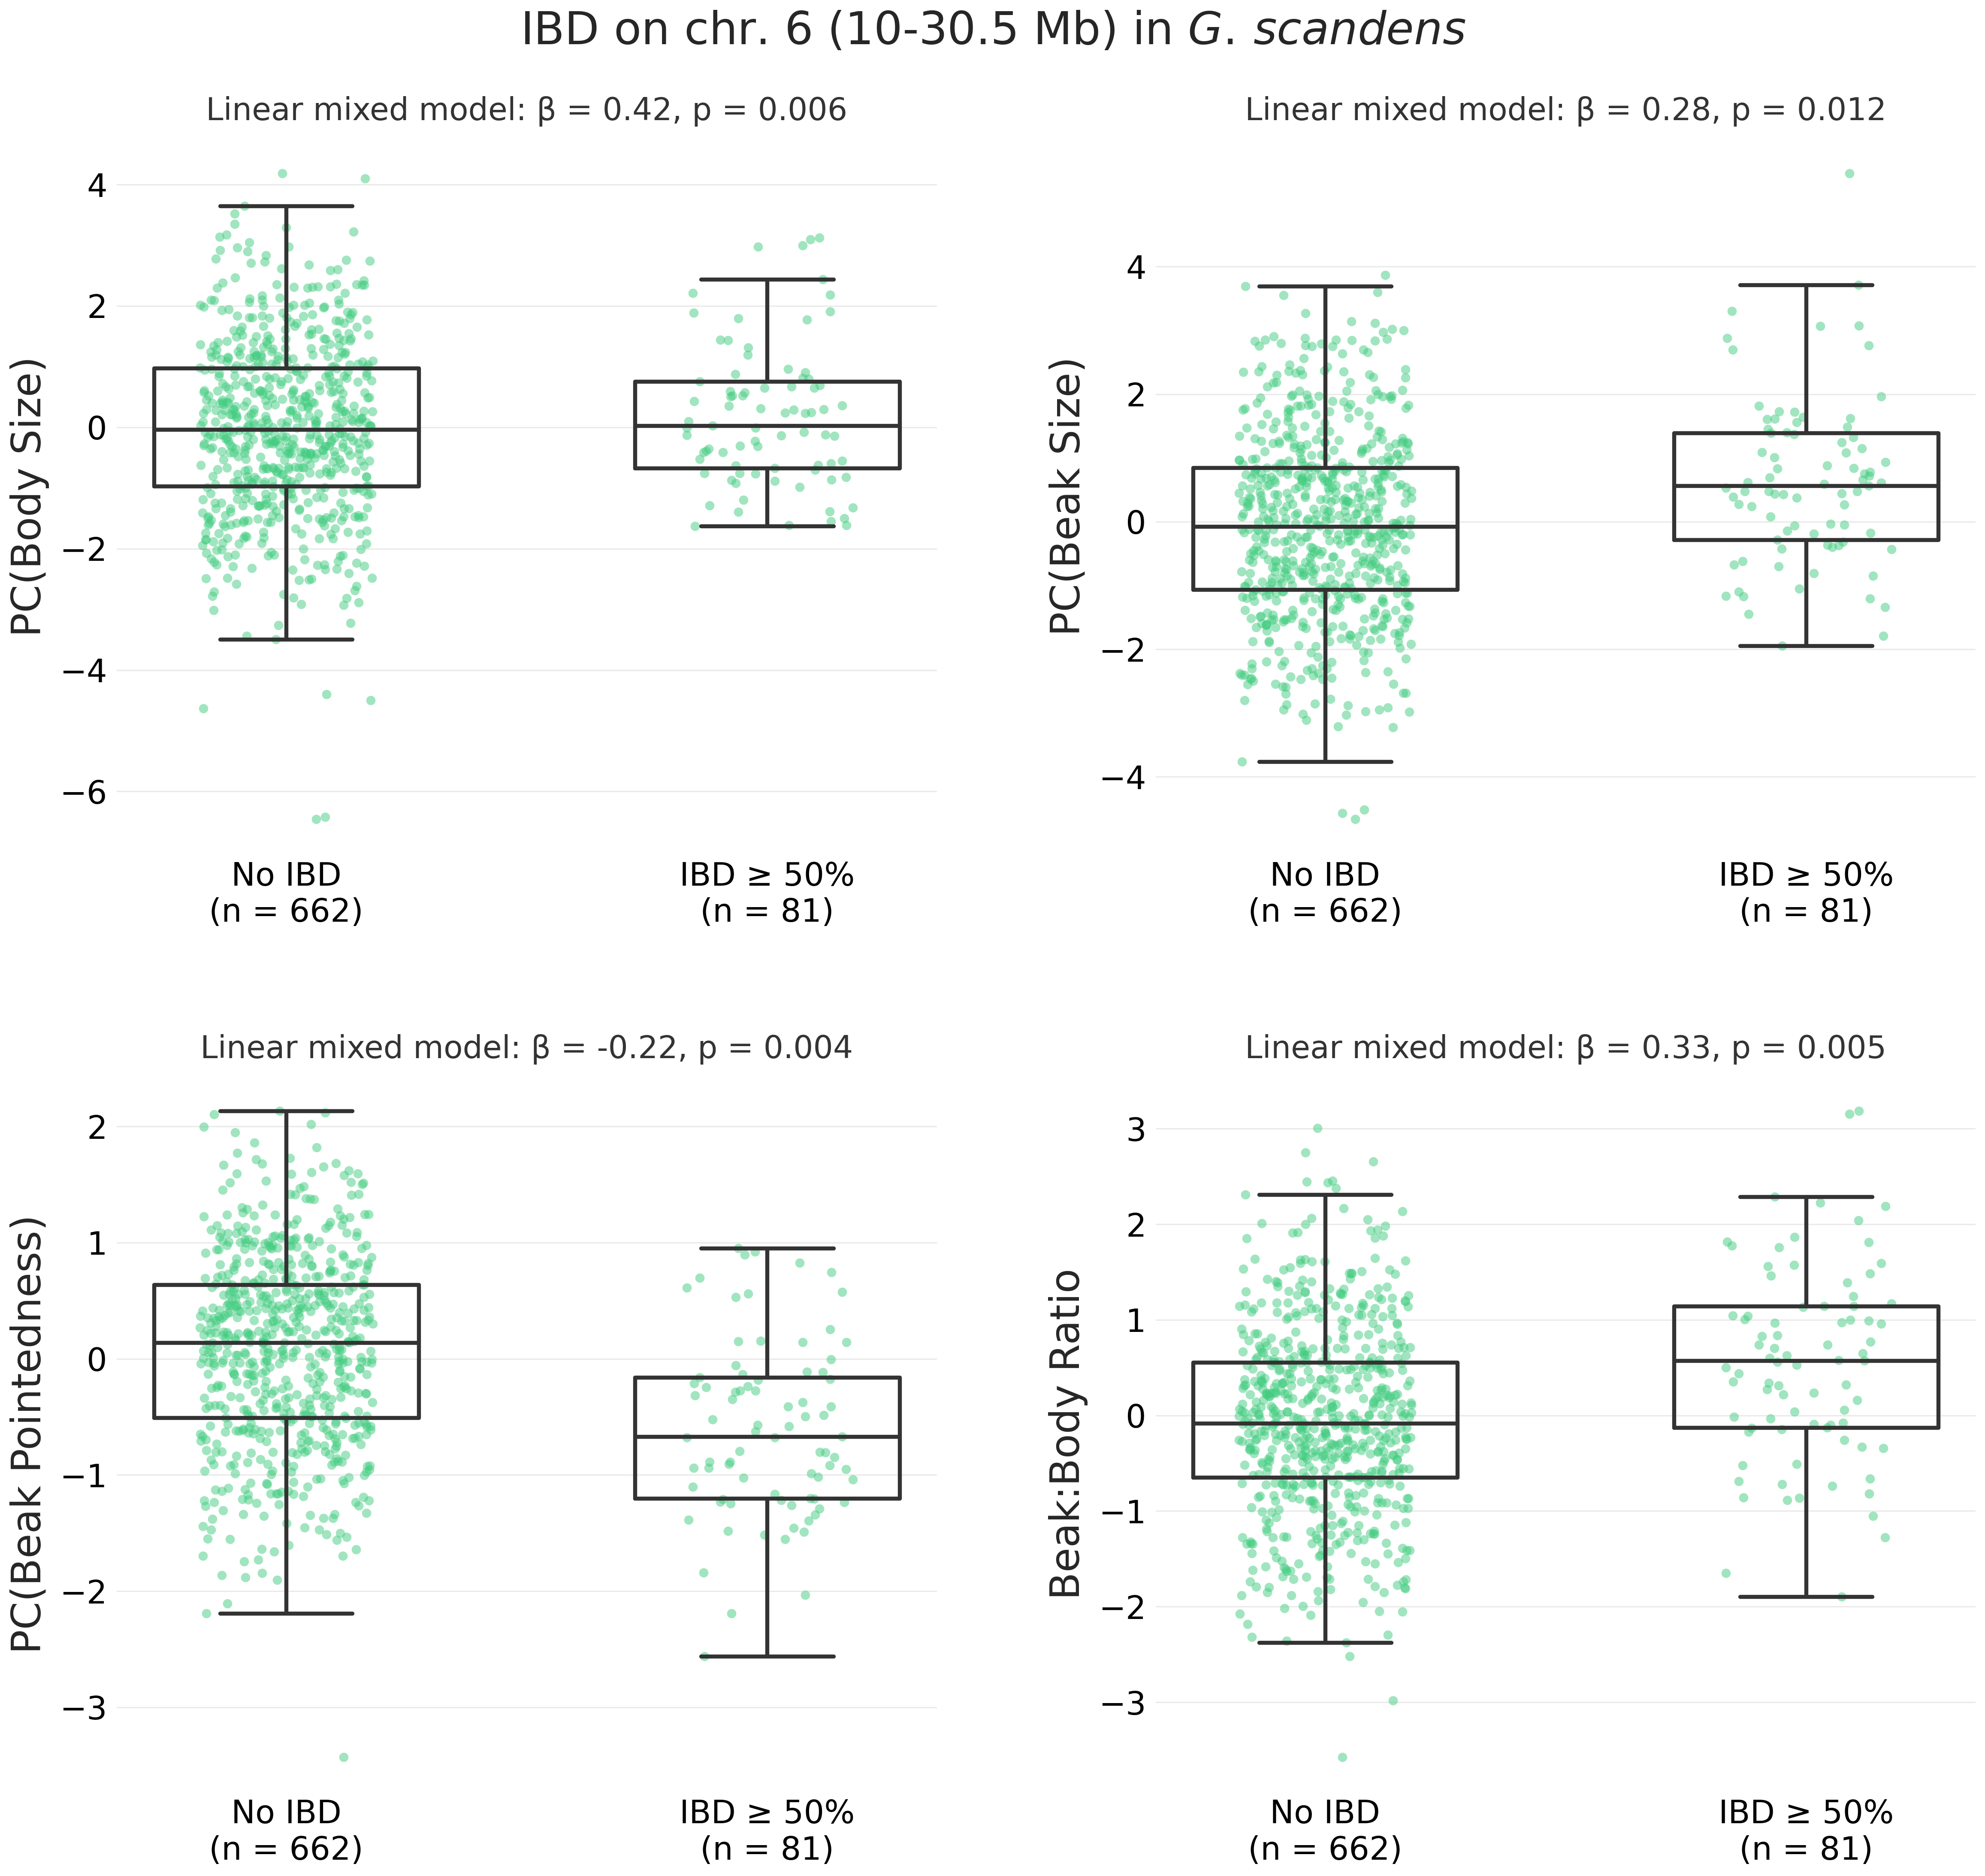 IBD on chr. 6 (10-30.5 Mb) in G. scandens
Linear mixed model: β = 0.42, p = 0.006
PC(Body Size)
4
2
0
−2
−4
−6
No IBD
(n = 662)
IBD ≥ 50%
(n = 81)
Linear mixed model: β = 0.28, p = 0.012
PC(Beak Size)
4
2
0
−2
−4
No IBD
(n = 662)
IBD ≥ 50%
(n = 81)
Linear mixed model: β = -0.22, p = 0.004
PC(Beak Pointedness)
2
1
0
−1
−2
−3
No IBD
(n = 662)
IBD ≥ 50%
(n = 81)
Linear mixed model: β = 0.33, p = 0.005
Beak:Body Ratio
3
2
1
0
−1
−2
−3
No IBD
(n = 662)
IBD ≥ 50%
(n = 81)